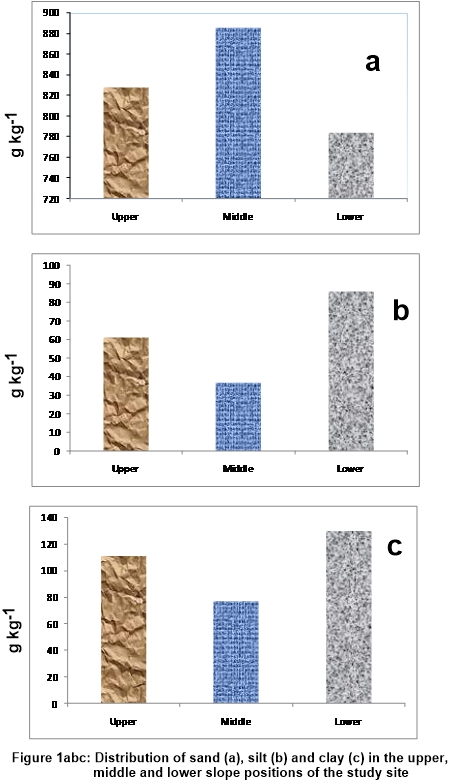 900
880
860
840
820
800
780
760
740
720
g kg-1
a
Upper Middle Lower
100
90
80
70
60
50
40
30
20
10
0
g kg-1
b
Upper Middle Lower
140
120
100
80
60
40
20
0
g kg-1
c
Upper Middle Lower
Figure 1abc: Distribution of sand (a), silt (b) and clay (c) in the upper,
middle and lower slope positions of the study site